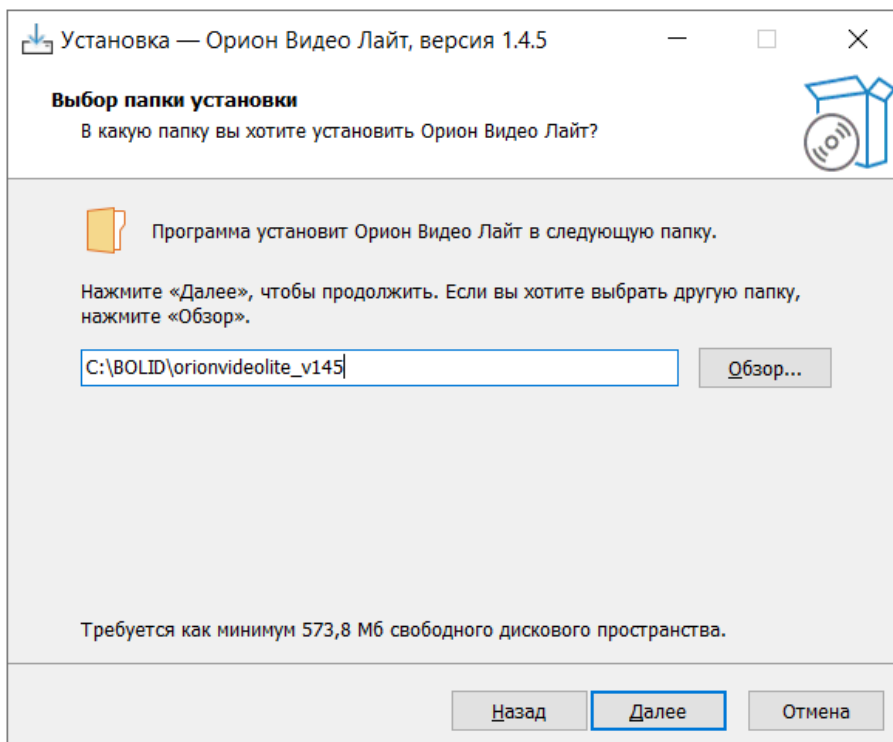 Установка — Орион Видео Лайт, версия 1.4.5
Выбор папки установки
В какую папку вы хотите установить Орион Видео Лайт?
Программа установит Орион Видео Лайт в следующую папку.
Нажмите «Далее», чтобы продолжить. Если вы хотите выбрать другую папку,
нажмите «Обзор».
C:\BOLID\orionvideolite_v145
Обзор...
Требуется как минимум 573,8 Мб свободного дискового пространства.
Назад
Далее
Отмена